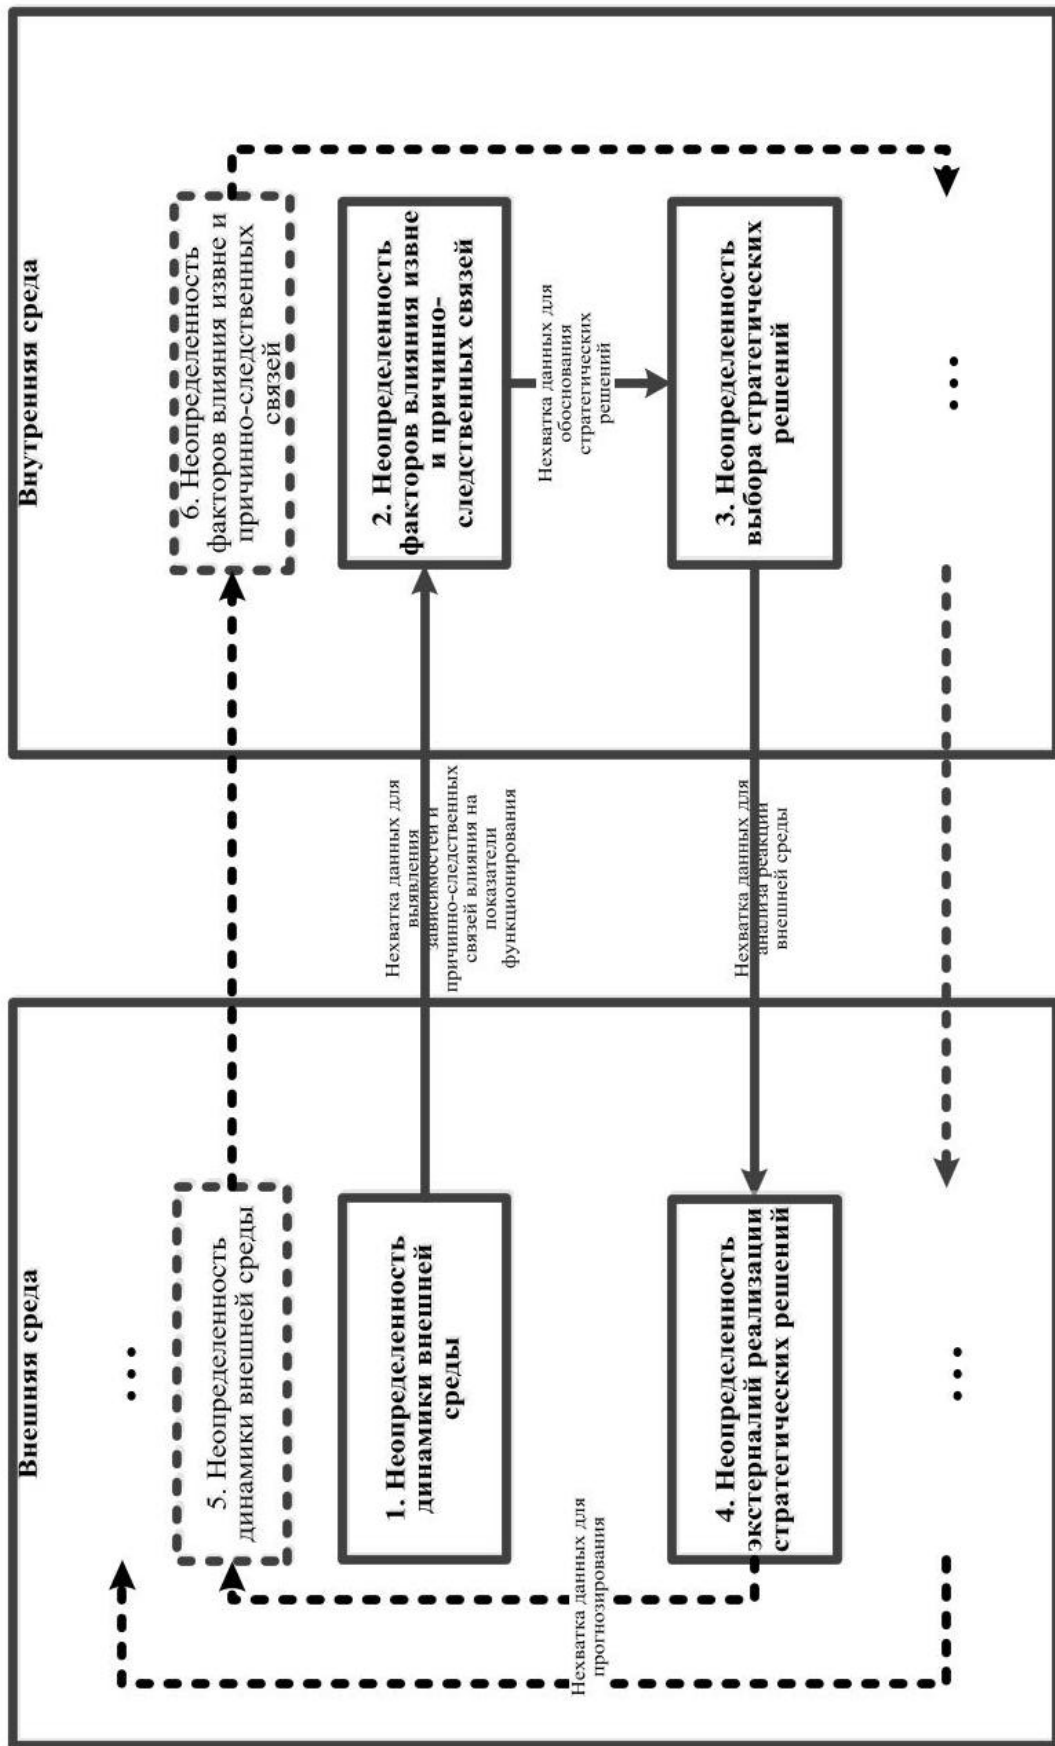 Внешняя среда
...
5. Неопределенность
динамики внешней среды
1. Неопределенность
динамики внешней
среды
4. Неопределенность
экстерналий реализации
стратегических решений
...
Нехватка данных для
прогнозирования
Нехватка данных для
выявления
зависимостей и
причинно-следственных
связей влияния на
показатели
функционирования
Нехватка данных для
анализа реакции
внешней среды
Внутренняя среда
6. Неопределенность
факторов влияние извне и
причинно-следственных
связей
2. Неопределенность
факторов влияния извне
и причинно-
следственных связей
Нехватка данных для
обоснования
стратегических
решений
3. Неопределенность
выбора стратегических
решений
...